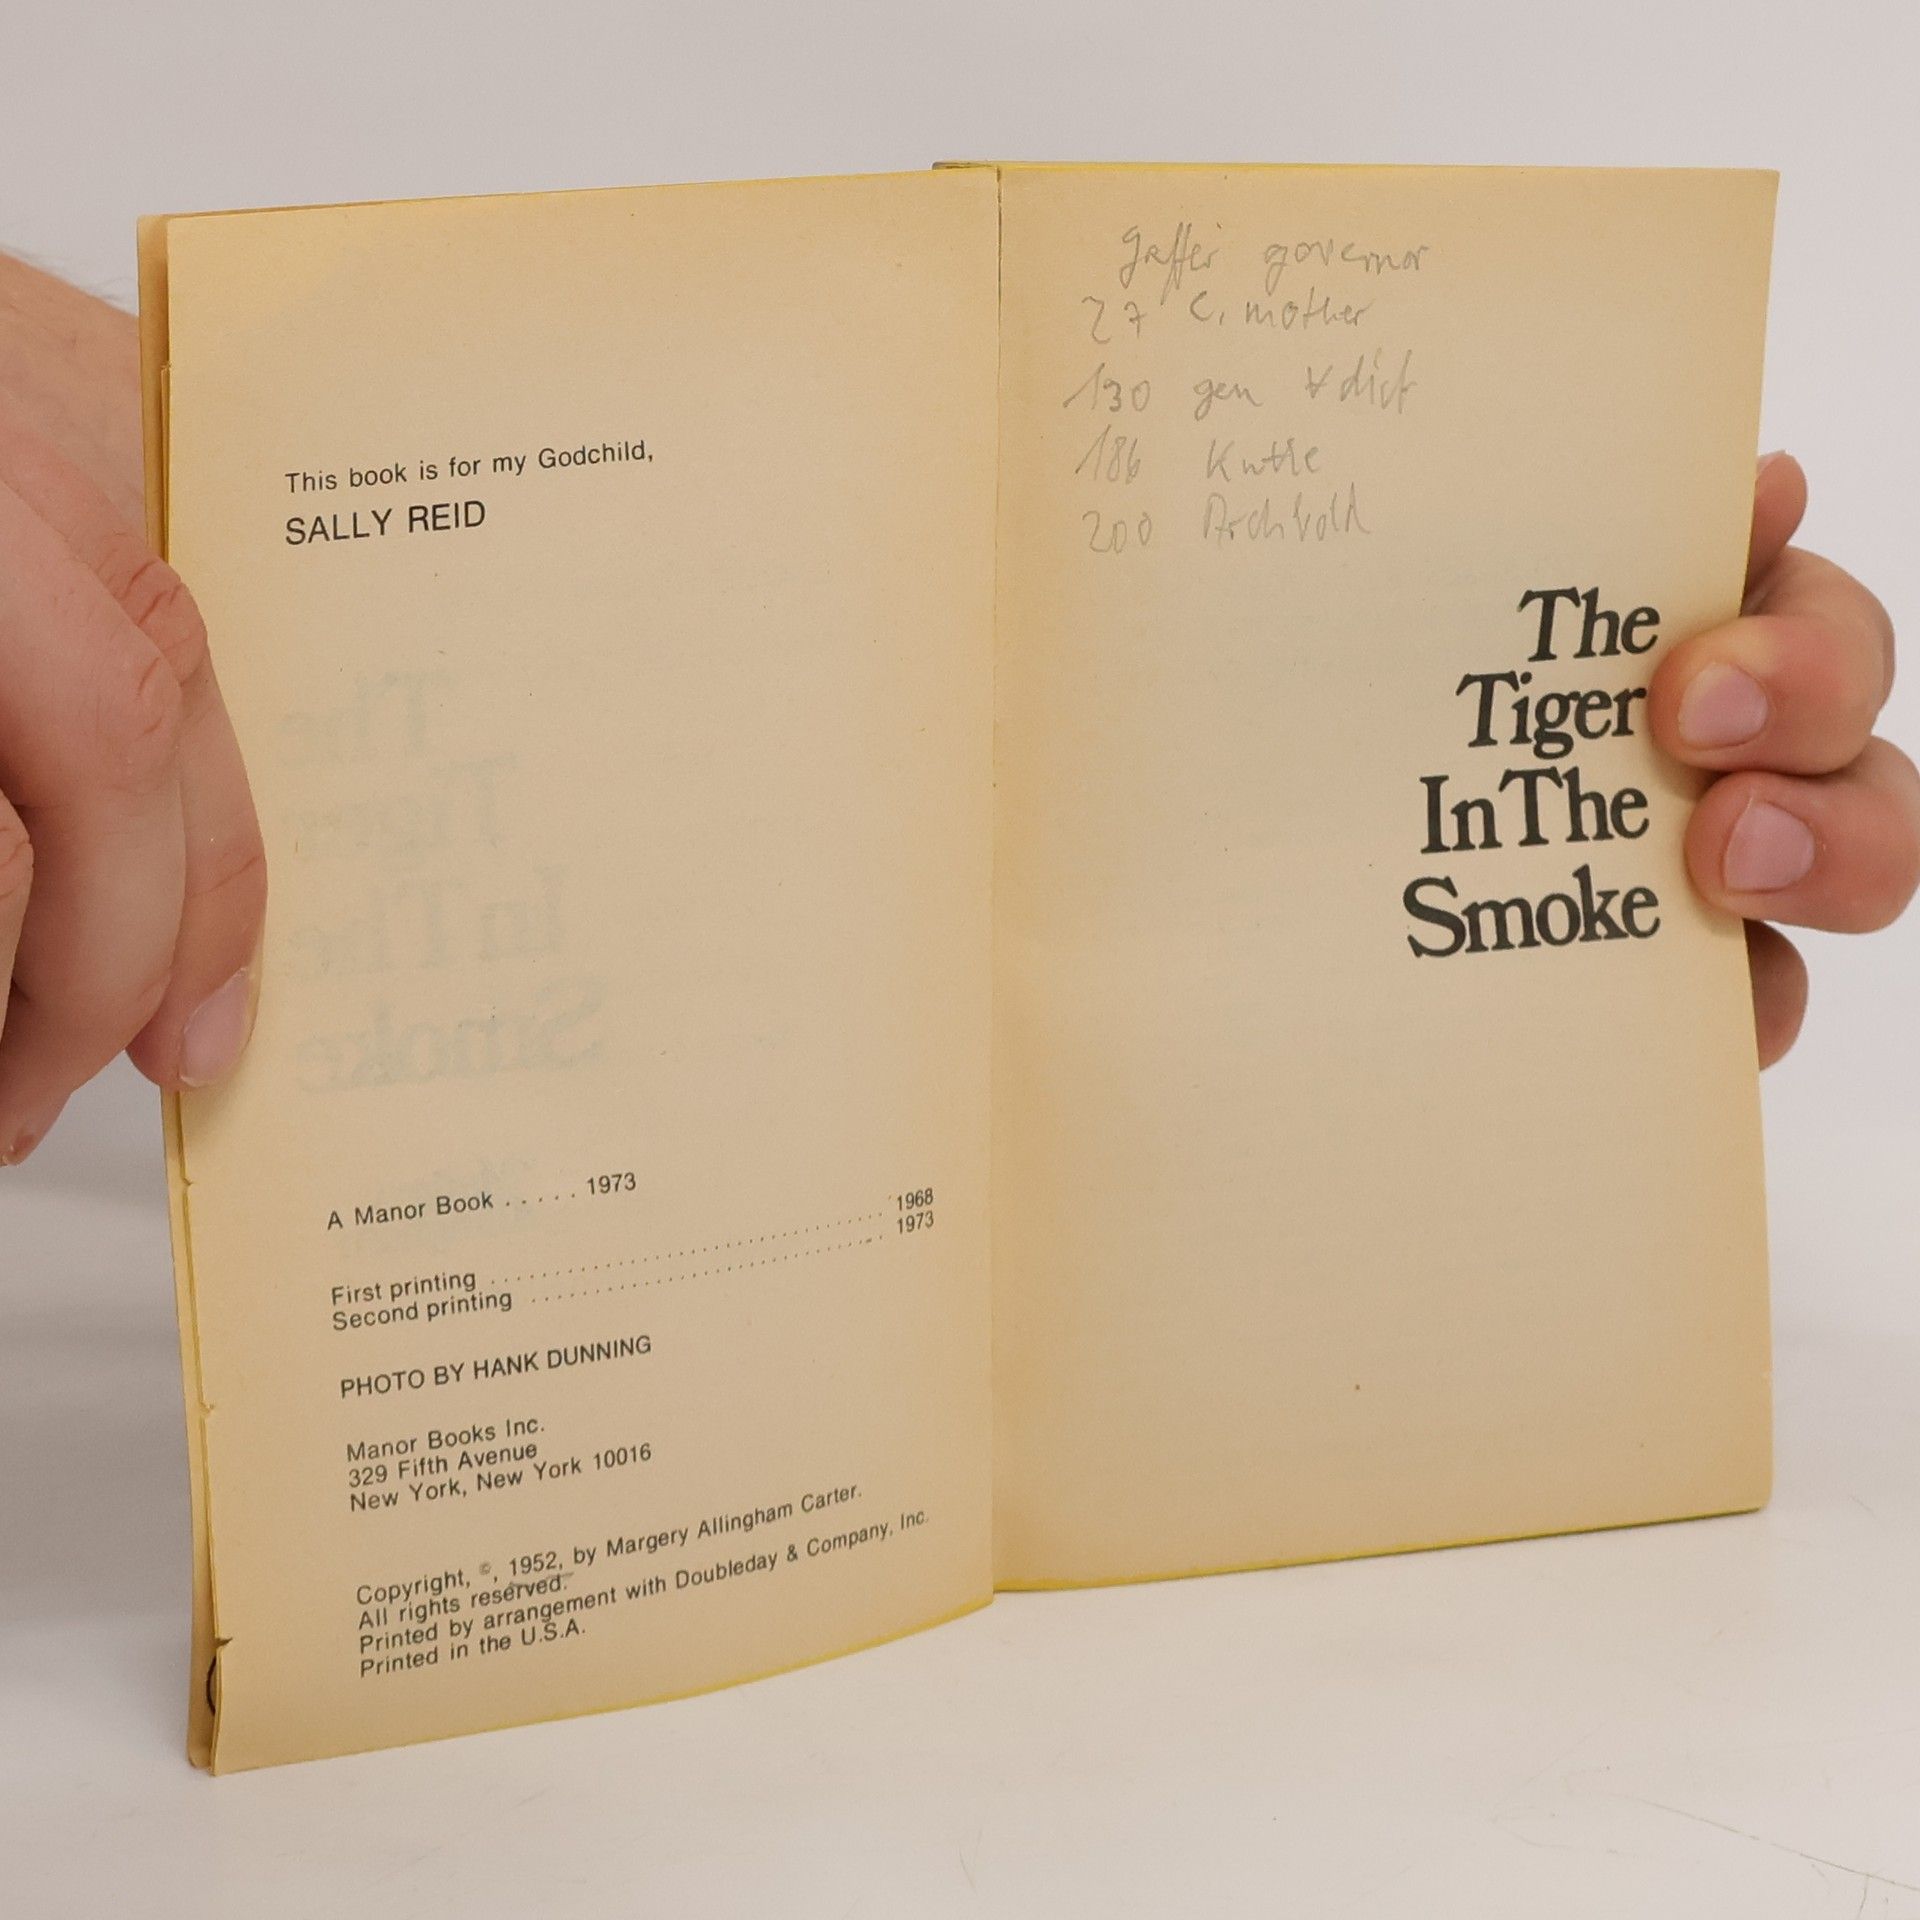 This book is for my Godchild,
SALLY REID
A Manor Book ..... 1973
First printing .......... 1968
Second printing .......... 1973
PHOTO BY HANK DUNNING
Manor Books Inc.
329 Fifth Avenue
New York, New York 10016
Copyright, ©, 1952, by Margery Allingham Carter.
All rights reserved.
Printed by arrangement with Doubleday & Company, Inc.
Printed in the U.S.A.
gaffer governor
27 C. mother
130 gen
186
200
The
Tiger
In The
Smoke